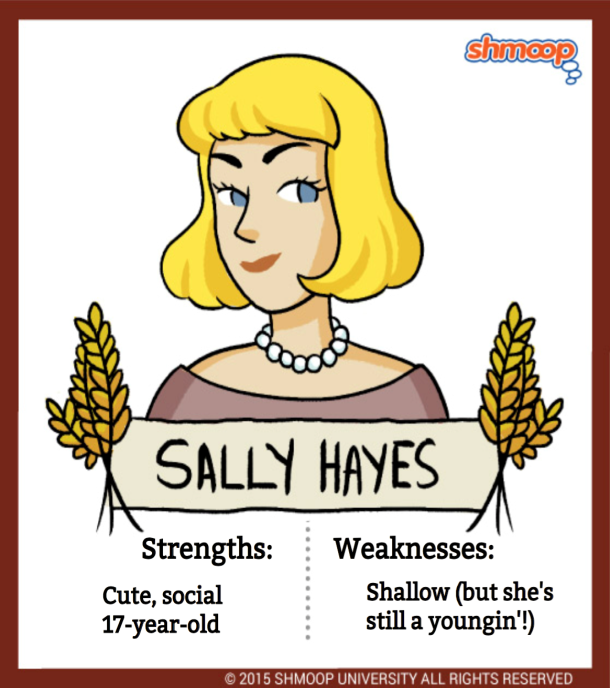 shmoop
SALLY HAYES
Strengths:
Weaknesses:
Cute, social
17-year-old
Shallow (but she's
still a youngin'!)
© 2015 SHMOOP UNIVERSITY ALL RIGHTS RESERVED